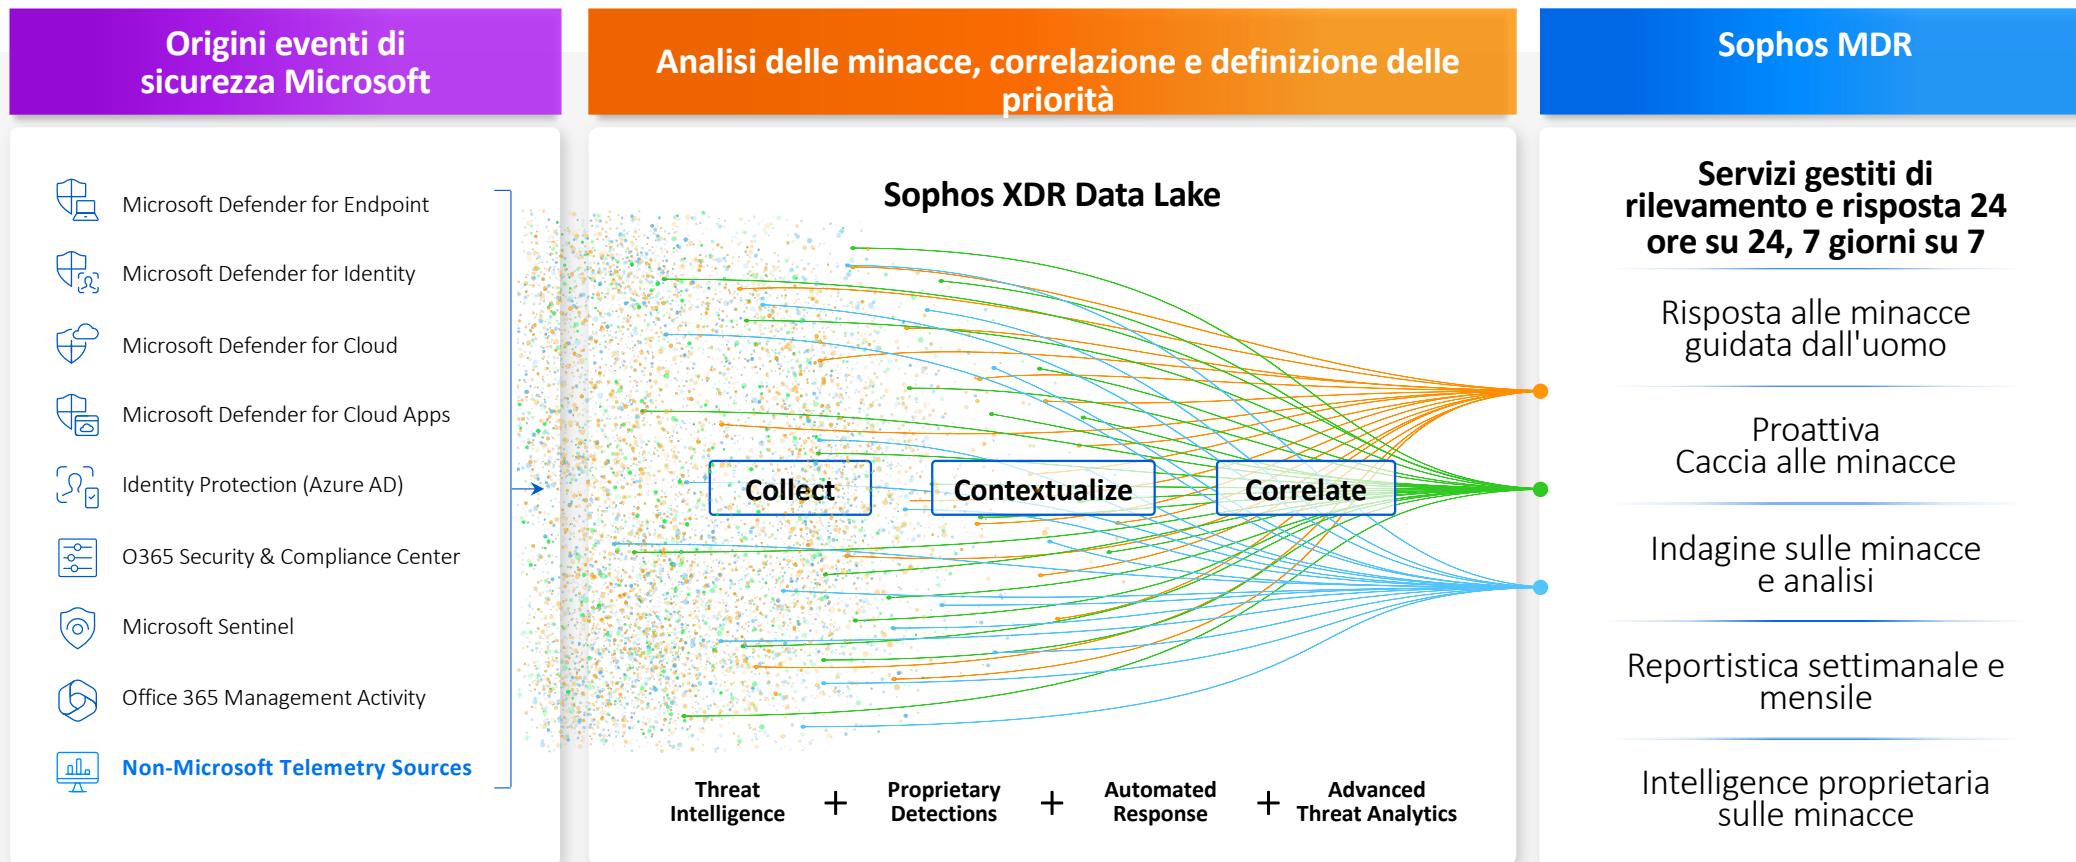 Origini eventi di
sicurezza Microsoft
Microsoft Defender for Endpoint
Microsoft Defender for Identity
Microsoft Defender for Cloud
Microsoft Defender for Cloud Apps
Identity Protection (Azure AD)
O365 Security & Compliance Center
Microsoft Sentinel
Office 365 Management Activity
Non-Microsoft Telemetry Sources
Analisi delle minacce, correlazione e definizione delle
priorità
Sophos XDR Data Lake
Collect
Contextualize
Correlate
Threat
Intelligence
+
Proprietary
Detections
+
Automated
Response
+
Advanced
Threat Analytics
Sophos MDR
Servizi gestiti di
rilevamento e risposta 24
ore su 24, 7 giorni su 7
Risposta alle minacce
guidata dall'uomo
Proattiva
Caccia alle minacce
Indagine sulle minacce
e analisi
Reportistica settimanale e
mensile
Intelligence proprietaria
sulle minacce